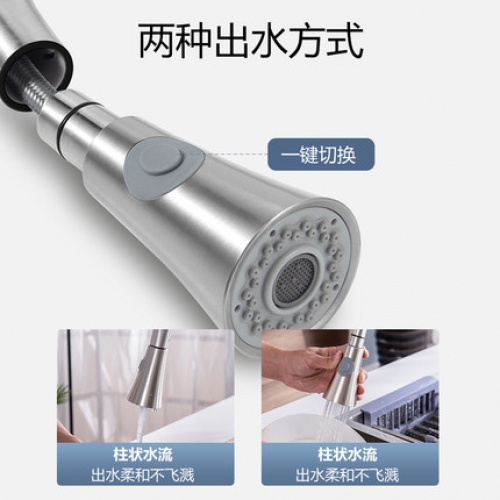 两种出水方式
一键切换
柱状水流
出水柔和不飞溅
柱状水流
出水柔和不飞溅